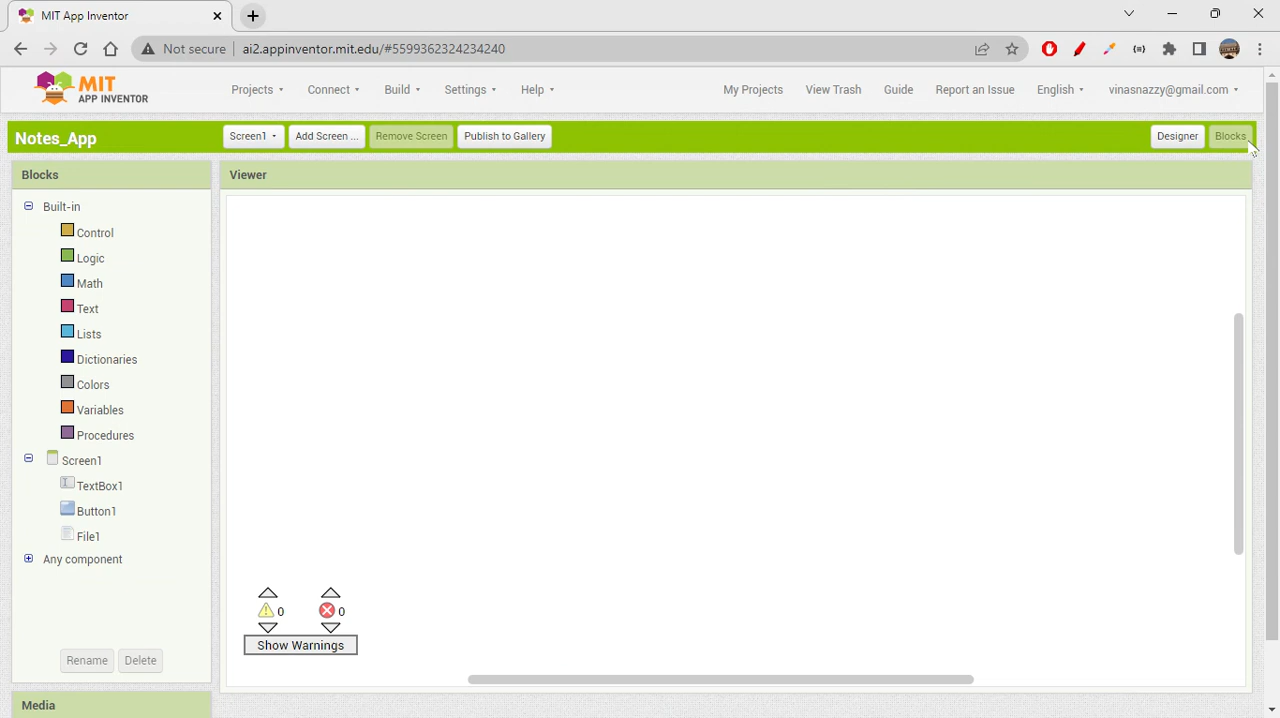 MIT App Inventor
Not secure
ai2.appinventor.mit.edu/#5599362324234240
MIT
APP INVENTOR
Projects
Connect
Build
Settings
Help
My Projects
View Trash
Guide
Report an Issue
English
vinasnazzy@gmail.com
Notes_App
Screen1
Add Screen ...
Remove Screen
Publish to Gallery
Designer
Blocks
Blocks
Viewer
Built-in
Control
Logic
Math
Text
Lists
Dictionaries
Colors
Variables
Procedures
Screen1
TextBox1
Button1
File1
Any component
0
0
Show Warnings
Rename
Delete
Media